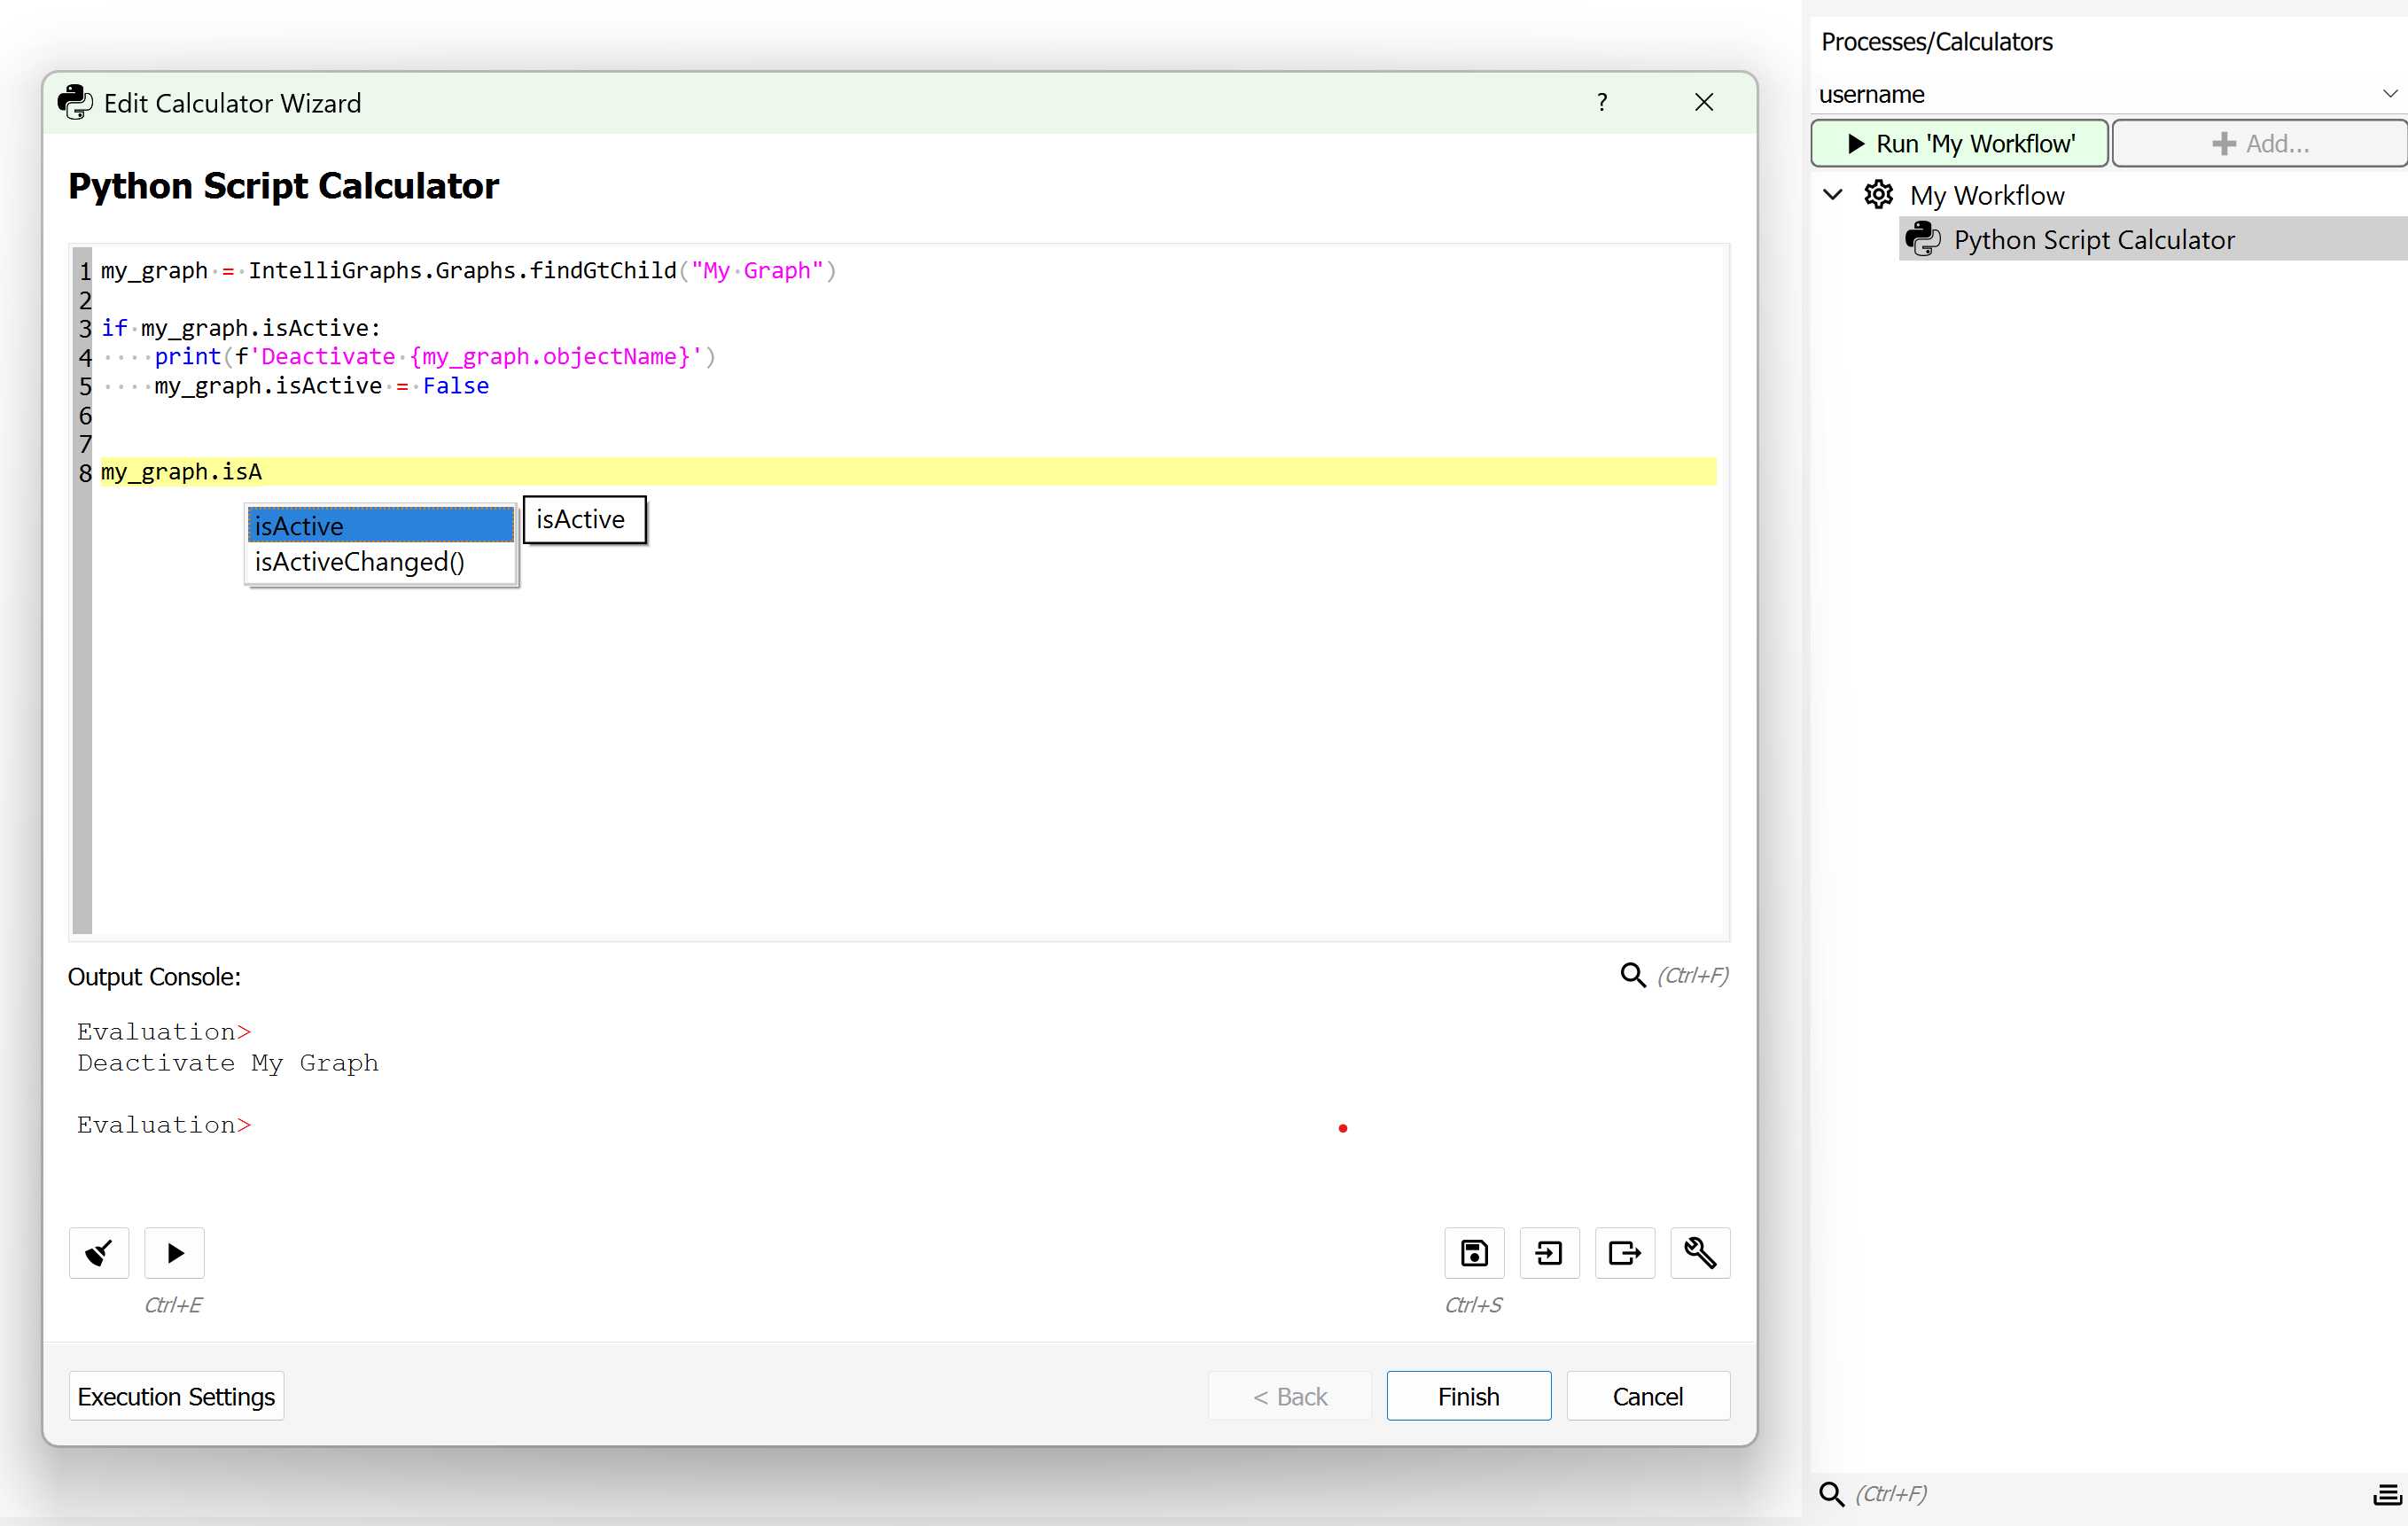 Processes/Calculators
Edit Calculator Wizard
?
username
Run 'My Workflow'
Add...
Python Script Calculator
My Workflow
Python Script Calculator
1 my_graph = IntelliGraphs.Graphs.findGtChild("My Graph")
2
3 if my_graph.isActive:
4 ····print(f'Deactivate {my_graph.objectName}')
5 ····my_graph.isActive = False
6
7
8 my_graph.isA
isActive
isActive
isActiveChanged()
Output Console:
(Ctrl+F)
Evaluation>
Deactivate My Graph
Evaluation>
Ctrl+E
Ctrl+S
Execution Settings
< Back
Finish
Cancel
(Ctrl+F)